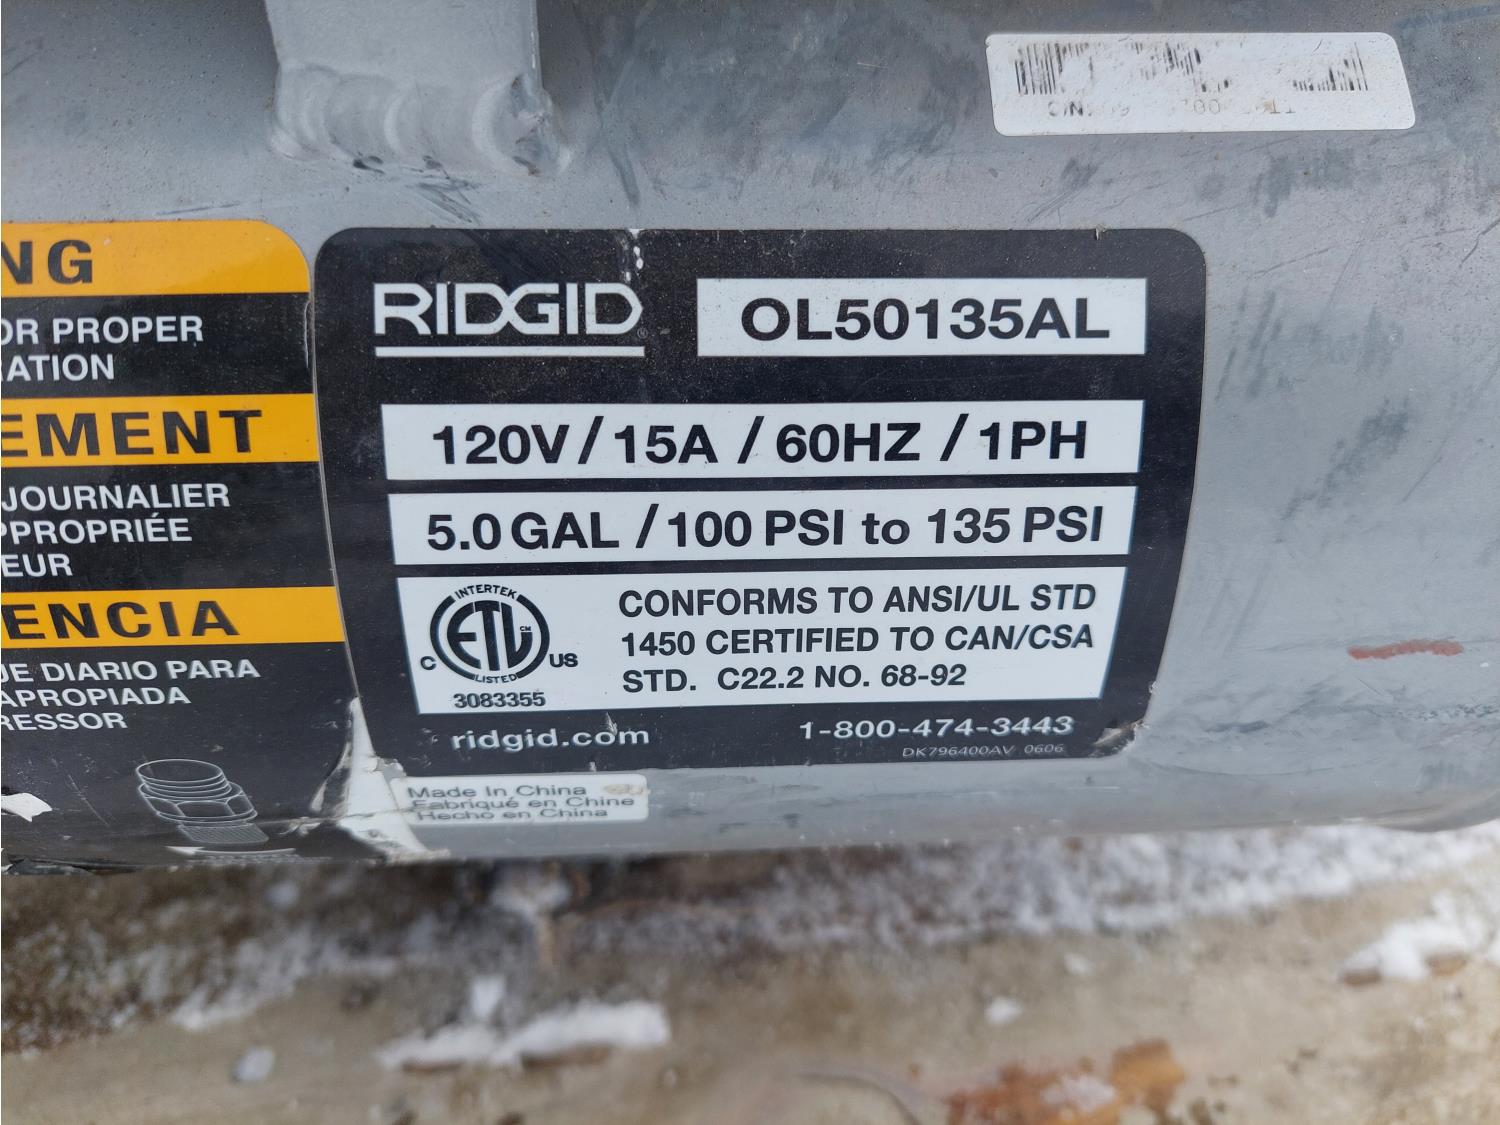 NG
OR PROPER
ATION
EMENT
JOURNALIER
PPROPRIÉE
EUR
ENCIA
JE DIARIO PARA
APROPIADA
RESSOR
RIDGID®
OL50135AL
120V / 15A / 60HZ / 1PH
5.0 GAL / 100 PSI to 135 PSI
INTERTEK
ETL CM
LISTED
C US
3083355
CONFORMS TO ANSI/UL STD
1450 CERTIFIED TO CAN/CSA
STD. C22.2 NO. 68-92
ridgid.com
1-800-474-3443
DK796400AV 0606
Made In China
Fabriqué en Chine
Hecho en China